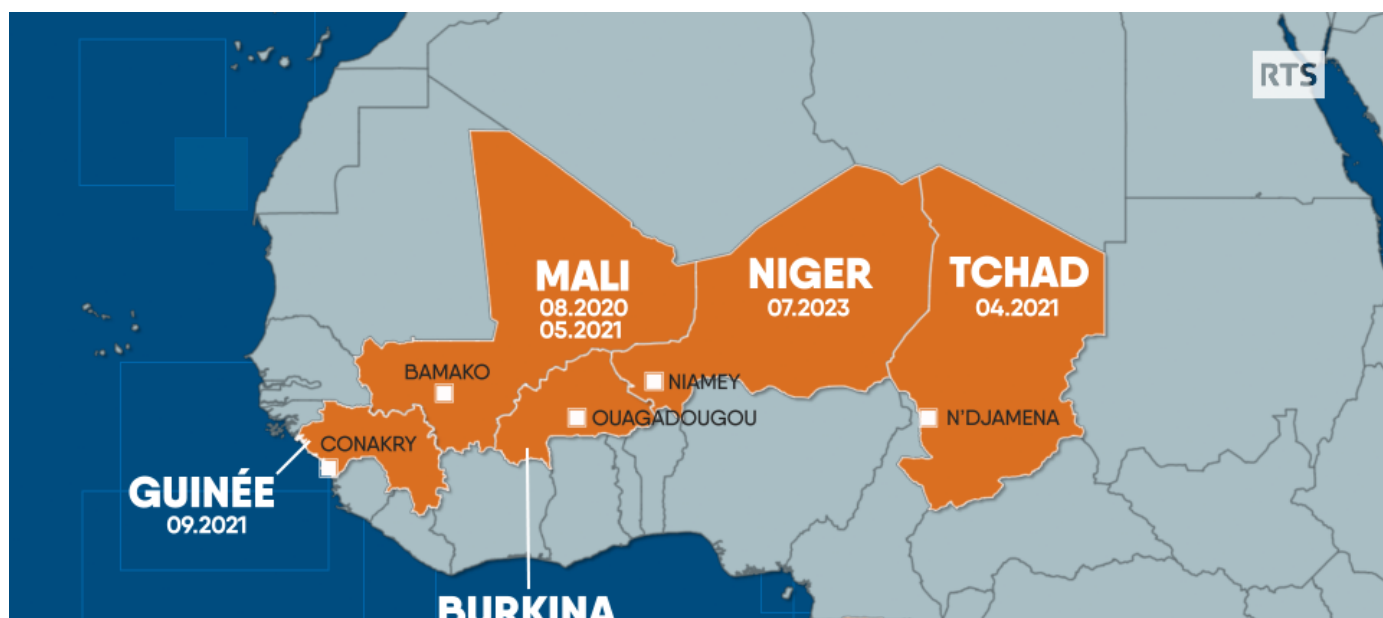 RTS
MALI
08.2020
05.2021
NIGER
07.2023
TCHAD
04.2021
BAMAKO
NIAMEY
OUAGADOUGOU
N'DJAMENA
CONAKRY
GUINÉE
09.2021
BURKINA